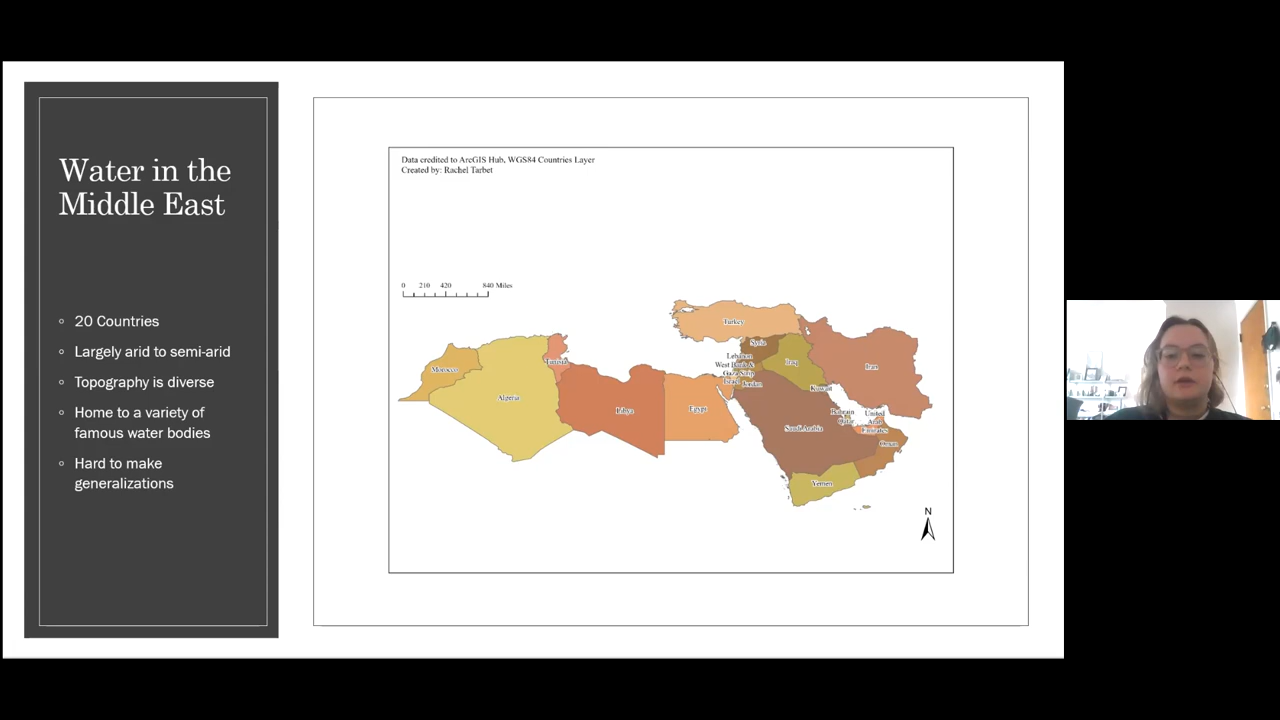 Water in the
Middle East
20 Countries
Largely arid to semi-arid
Topography is diverse
Home to a variety of
famous water bodies
Hard to make
generalizations
Data credited to ArcGIS Hub, WGS84 Countries Layer
Created by: Rachel Tarbet
0 210 420 840 Miles
Turkey
Syria
Lebanon
West Bank &
Gaza Strip
Israel
Jordan
Iraq
Iran
Kuwait
Morocco
Algeria
Tunisia
Libya
Egypt
Saudi Arabia
Bahrain
Qatar
United
Arab
Emirates
Oman
Yemen
N